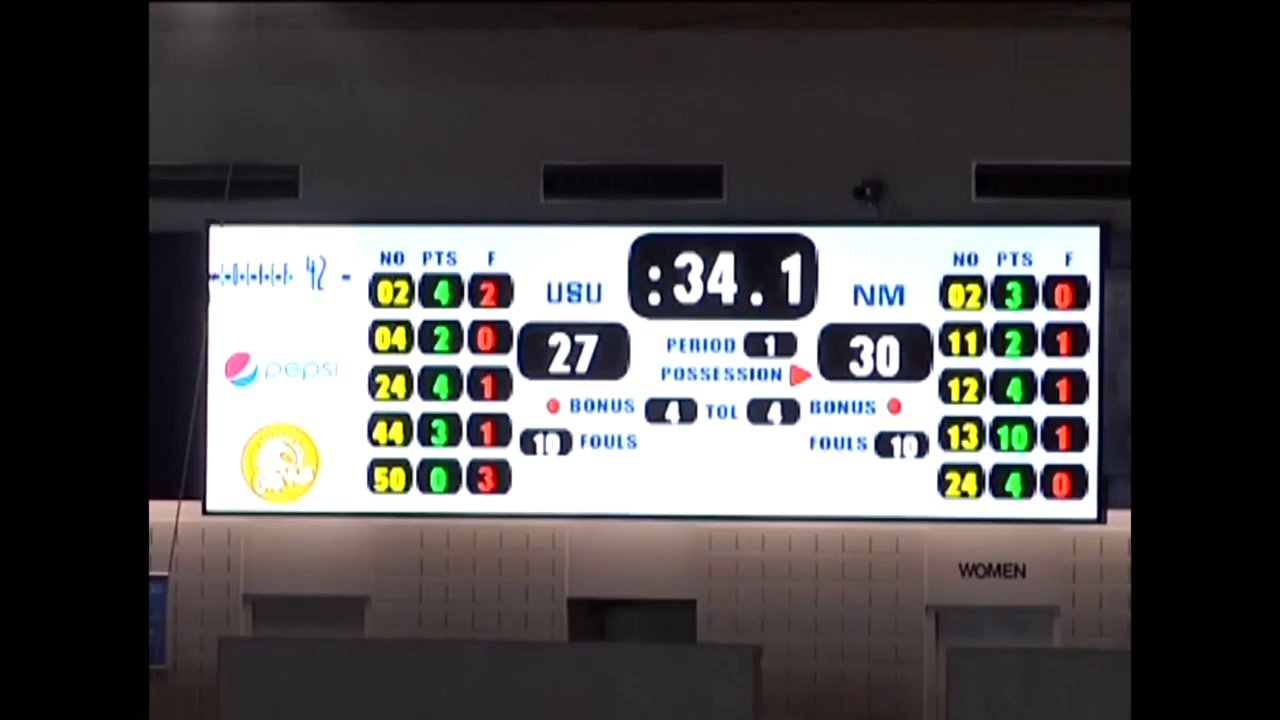 NO PTS F
02 4 2
04 2 0
24 4 1
44 3 1
50 0 3
pepsi
USU
:34.1
NM
27
PERIOD 1
30
POSSESSION
BONUS 4 TOL 4 BONUS
10 FOULS
FOULS 10
NO PTS F
02 3 0
11 2 1
12 4 1
13 10 1
24 4 0
WOMEN